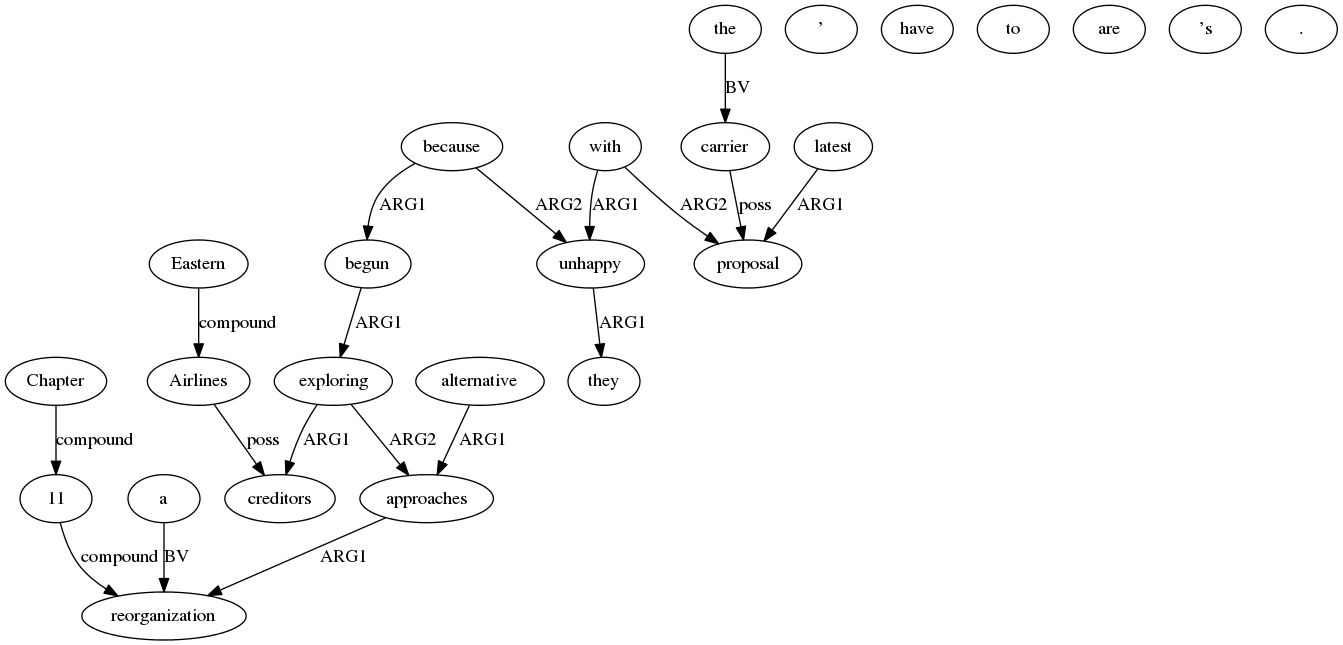 the ’ have to are ’s .
BV
because with carrier latest
ARG1 ARG2 ARG1 ARG2 poss ARG1
Eastern begun unhappy proposal
compound ARG1 ARG1
Chapter Airlines exploring alternative they
compound poss ARG1 ARG2 ARG1
11 a creditors approaches
compound BV ARG1
reorganization